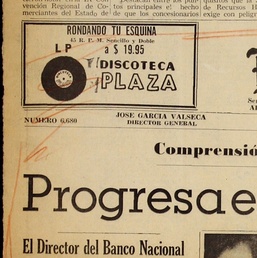 vención Regional de Co-
merciantes del Estado de
tos principales el hecho
de que los concesionarios
de Recursos H
exige con peligr
RONDANDO TU ESQUINA
45 R. P. M. Sencillo y Doble
LP a $ 19.95
DISCOTECA
PLAZA
JOSE GARCIA VALSECA
DIRECTOR GENERAL
NUMERO 6,680
Comprensió
Progresa e
El Director del Banco Nacional